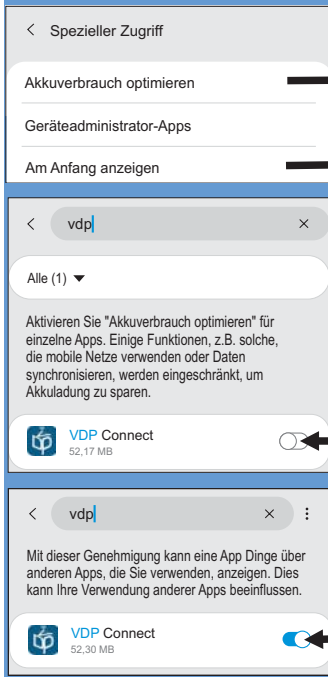 Spezieller Zugriff
Akkuverbrauch optimieren
Geräteadministrator-Apps
Am Anfang anzeigen
vdp
Alle (1)
Aktivieren Sie "Akkuverbrauch optimieren" für
einzelne Apps. Einige Funktionen, z.B. solche,
die mobile Netze verwenden oder Daten
synchronisieren, werden eingeschränkt, um
Akkuladung zu sparen.
VDP Connect
52,17 MB
vdp
Mit dieser Genehmigung kann eine App Dinge über
anderen Apps, die Sie verwenden, anzeigen. Dies
kann Ihre Verwendung anderer Apps beeinflussen.
VDP Connect
52,30 MB